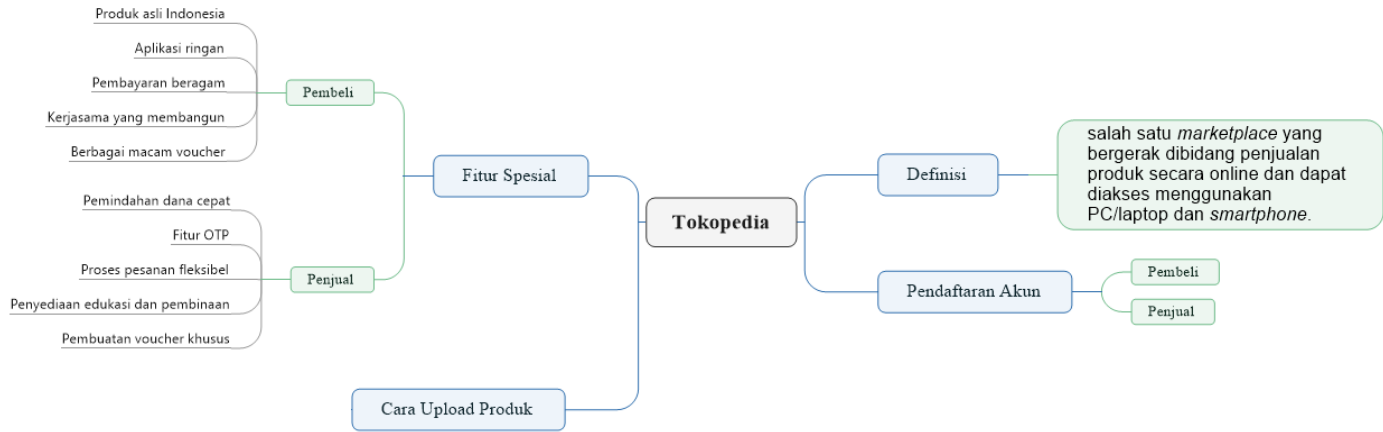 Tokopedia
Definisi
salah satu marketplace yang
bergerak dibidang penjualan
produk secara online dan dapat
diakses menggunakan
PC/laptop dan smartphone.
Pendaftaran Akun
Pembeli
Penjual
Fitur Spesial
Pembeli
Produk asli Indonesia
Aplikasi ringan
Pembayaran beragam
Kerjasama yang membangun
Berbagai macam voucher
Penjual
Pemindahan dana cepat
Fitur OTP
Proses pesanan fleksibel
Penyediaan edukasi dan pembinaan
Pembuatan voucher khusus
Cara Upload Produk